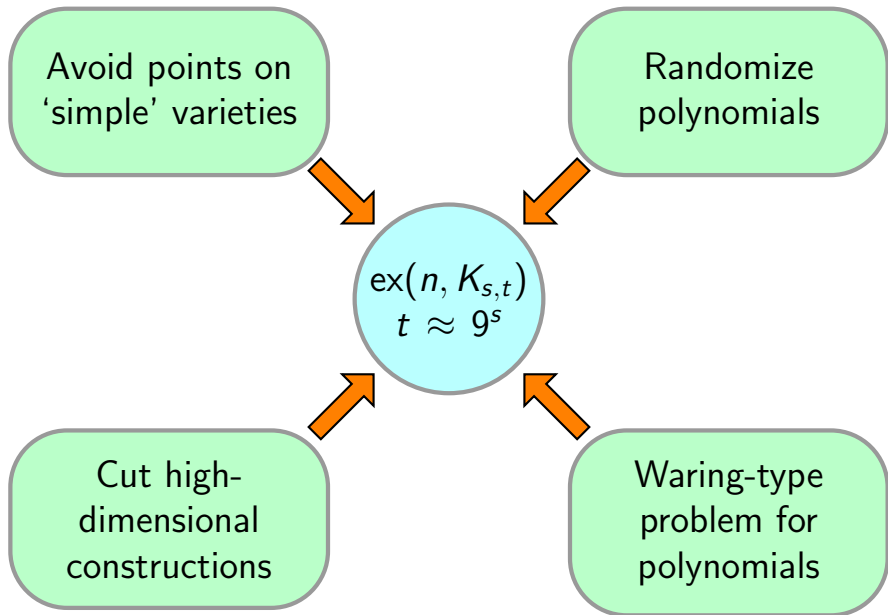 Avoid points on
‘simple’ varieties
Randomize
polynomials
ex(n, K_{s,t})
t ≈ 9^s
Cut high-
dimensional
constructions
Waring-type
problem for
polynomials